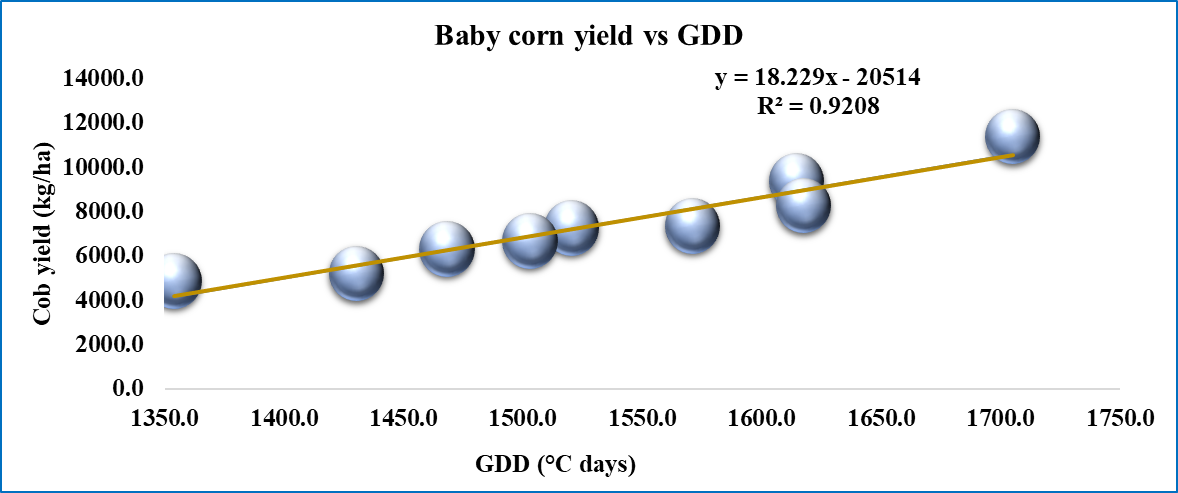 Baby corn yield vs GDD
y = 18.229x - 20514
R² = 0.9208
Cob yield (kg/ha)
14000.0
12000.0
10000.0
8000.0
6000.0
4000.0
2000.0
0.0
1350.0 1400.0 1450.0 1500.0 1550.0 1600.0 1650.0 1700.0 1750.0
GDD (°C days)